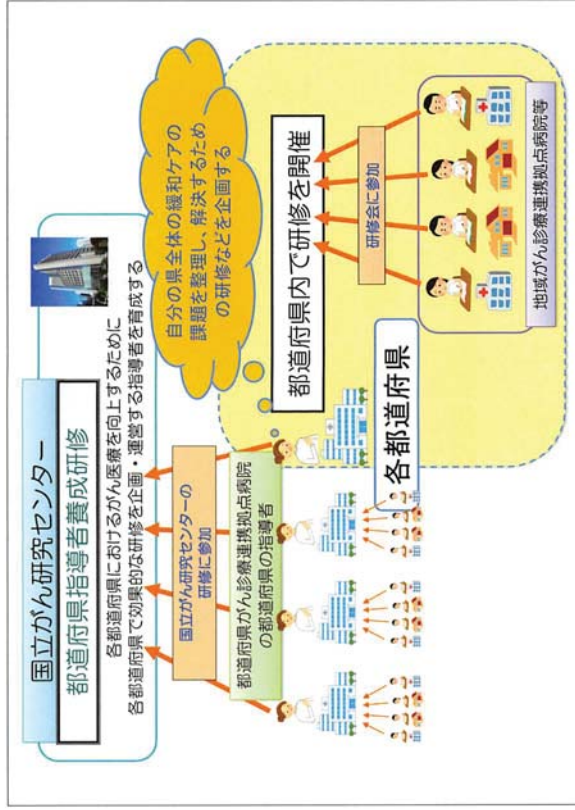 国立がん研究センター
都道府県指導者養成研修
各都道府県におけるがん医療を向上するために
各都道府県で効果的な研修を企画・運営する指導者を育成する
国立がん研究センターの
研修に参加
都道府県がん診療連携拠点病院
の都道府県の指導者
自分の県全体の緩和ケアの
課題を整理し、解決するため
の研修などを企画する
都道府県内で研修を開催
研修会に参加
各都道府県
地域がん診療連携拠点病院等